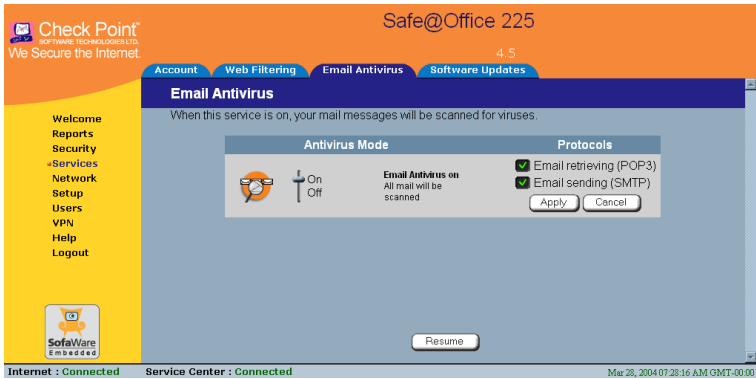 Check Point™
SOFTWARE TECHNOLOGIES LTD.
We Secure the Internet.
Safe@Office 225
4.5
Account
Web Filtering
Email Antivirus
Software Updates
Email Antivirus
When this service is on, your mail messages will be scanned for viruses.
Welcome
Reports
Security
Services
Network
Setup
Users
VPN
Help
Logout
Antivirus Mode
Protocols
On
Off
Email Antivirus on
All mail will be
scanned
Email retrieving (POP3)
Email sending (SMTP)
Apply
Cancel
Resume
SofaWare
Embedded
Internet : Connected
Service Center : Connected
Mar 28, 2004 07:28:16 AM GMT-00:00